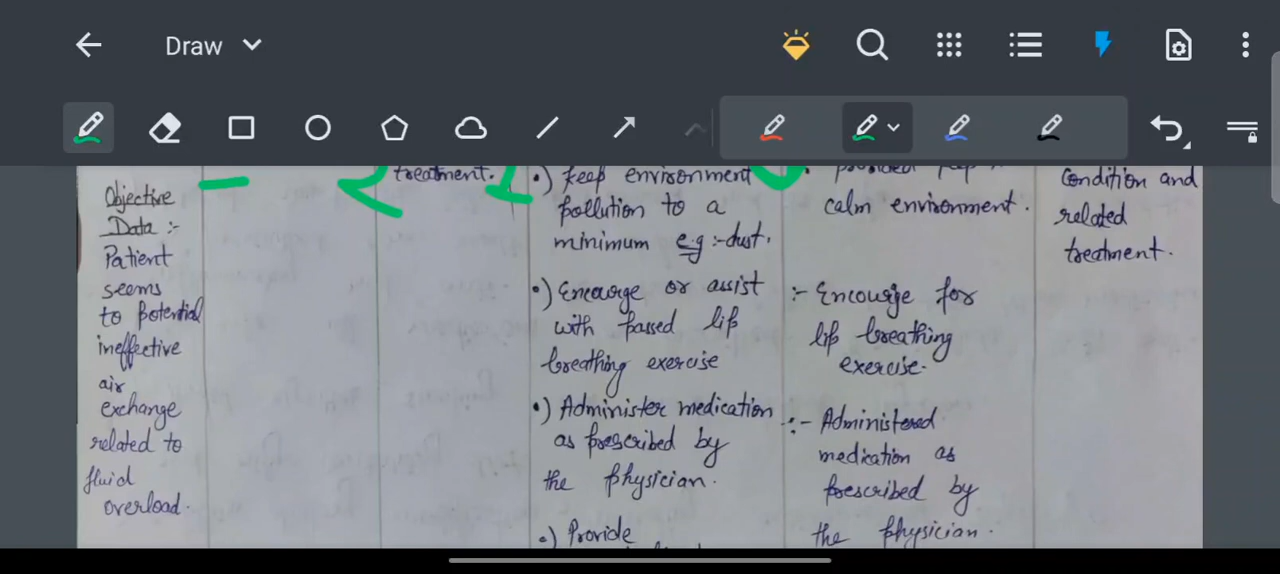 Draw
Objective
Data :-
Patient
seems
to potential
ineffective
air
exchange
related to
fluid
overload.
treatment.
•) Keep environment
pollution to a
minimum e.g :- dust.
•) Encourge or assist
with passed lip
breathing exercise
•) Administer medication
as prescribed by
the physician.
•) Provide
calm environment.
:- Encourge for
lip breathing
exercise.
:- Administered
medication as
prescribed by
the physician.
Condition and
related
treatment.